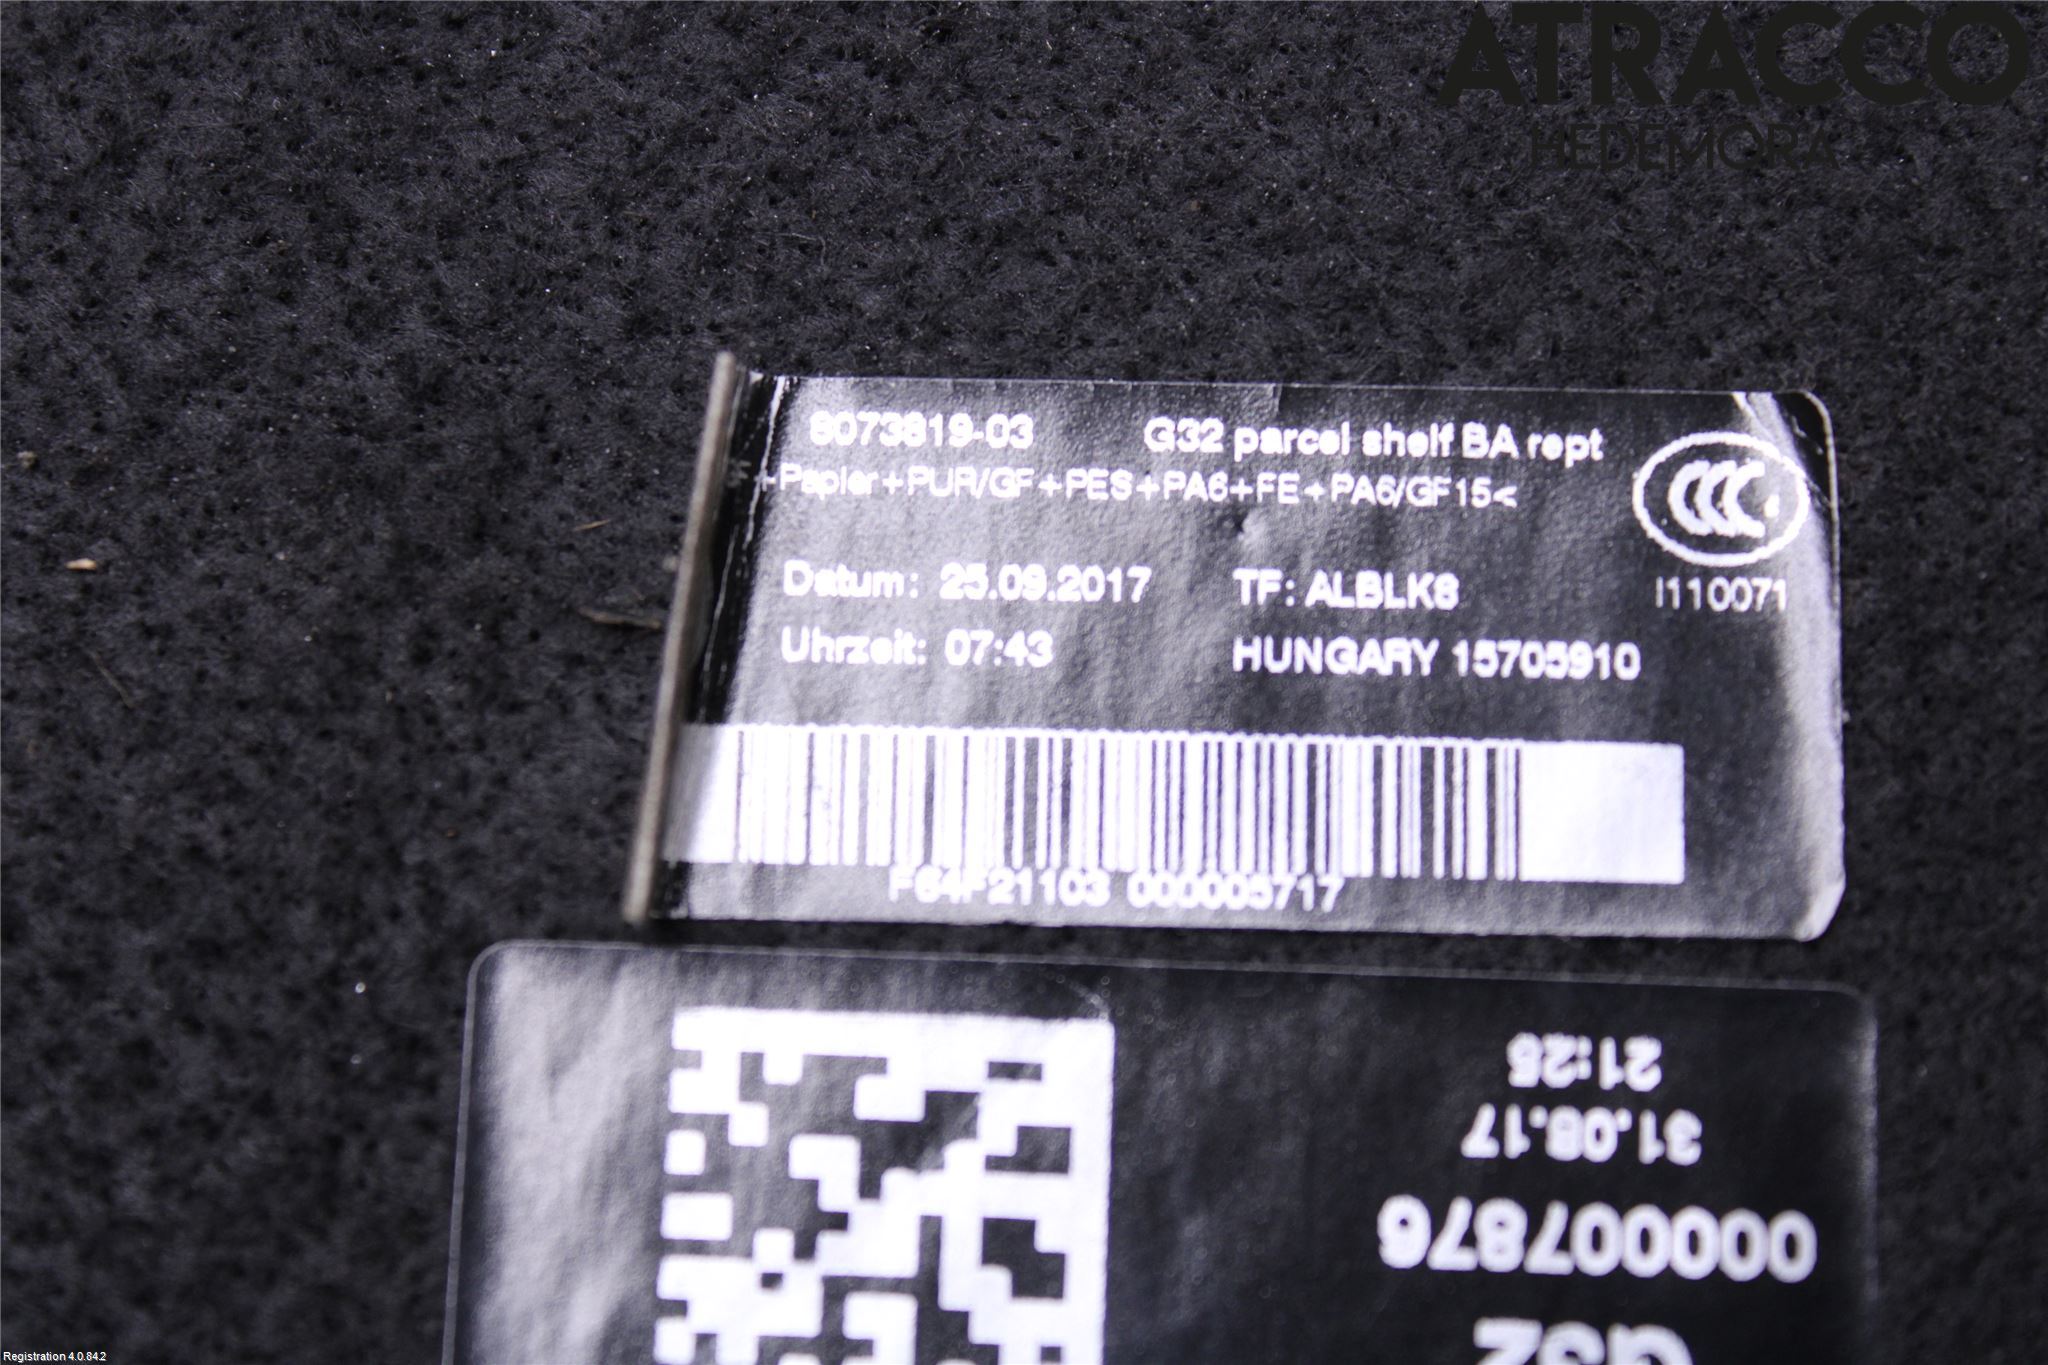 ATRACCO
HEDEMORA
8073819-03 G32 parcel shelf BA rept
Papier+PUR/GF+PES+PA6+FE+PA6/GF15<
CCC
Datum: 25.09.2017 TF: ALBLK8 I110071
Uhrzeit: 07:43 HUNGARY 15705910
F64F21103 000005717
21:25
31.08.17
000007876
G32
Registration 4.0.84.2